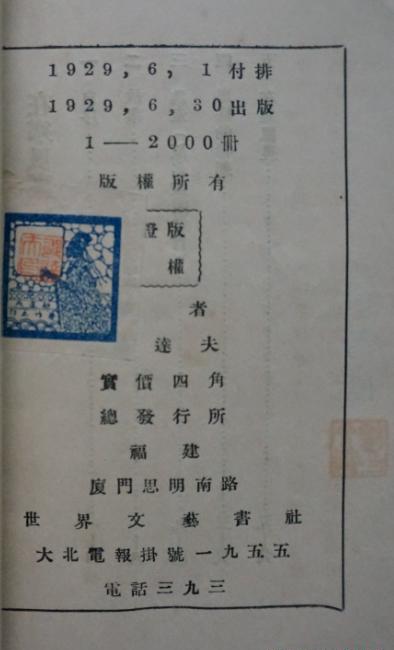 1929，6，1付排
1929，6，30出版
1——2000冊
版權所有
版權證
者
達夫
實價四角
總發行所
福建
廈門思明南路
世界文藝書社
大北電報掛號一九五五
電話三九三